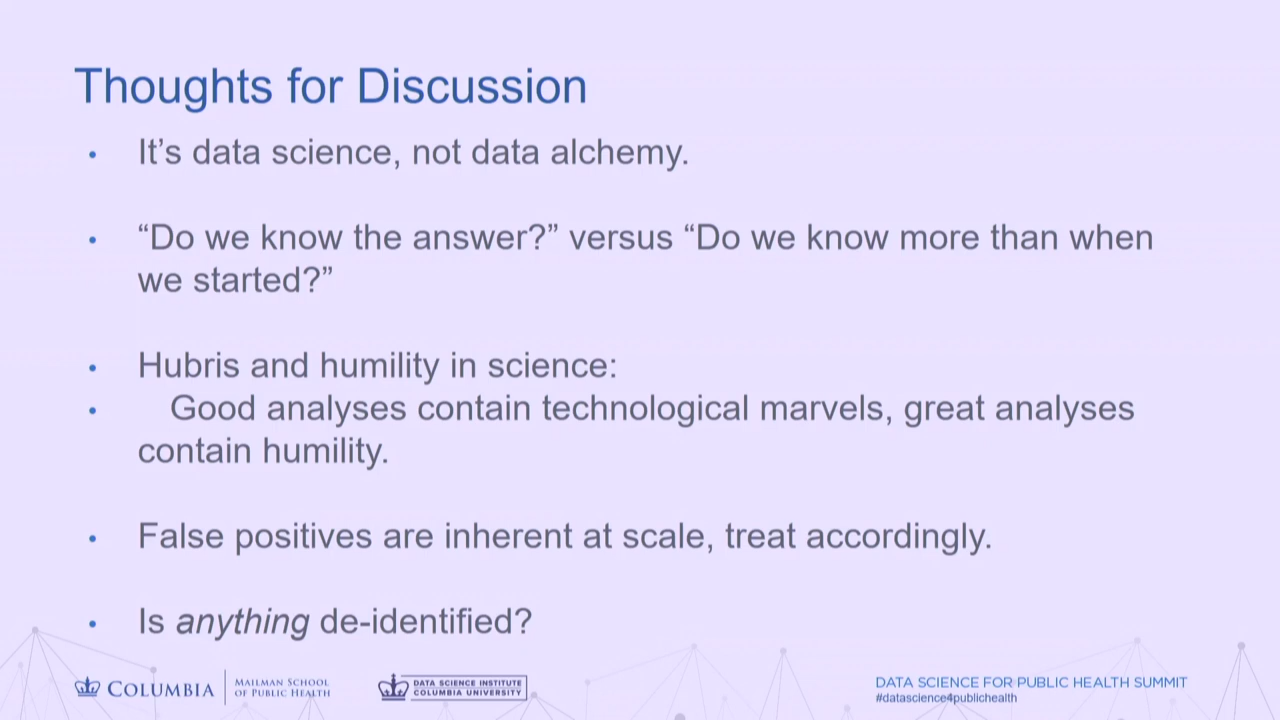 Thoughts for Discussion
• It’s data science, not data alchemy.
• “Do we know the answer?” versus “Do we know more than when
we started?”
• Hubris and humility in science:
• Good analyses contain technological marvels, great analyses
contain humility.
• False positives are inherent at scale, treat accordingly.
• Is anything de-identified?
COLUMBIA
MAILMAN SCHOOL
OF PUBLIC HEALTH
DATA SCIENCE INSTITUTE
COLUMBIA UNIVERSITY
DATA SCIENCE FOR PUBLIC HEALTH SUMMIT
#datascience4publichealth